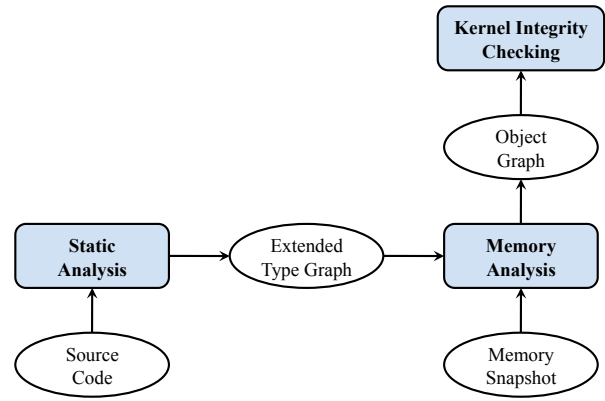 Kernel Integrity
Checking
Object
Graph
Static
Analysis
Extended
Type Graph
Memory
Analysis
Source
Code
Memory
Snapshot